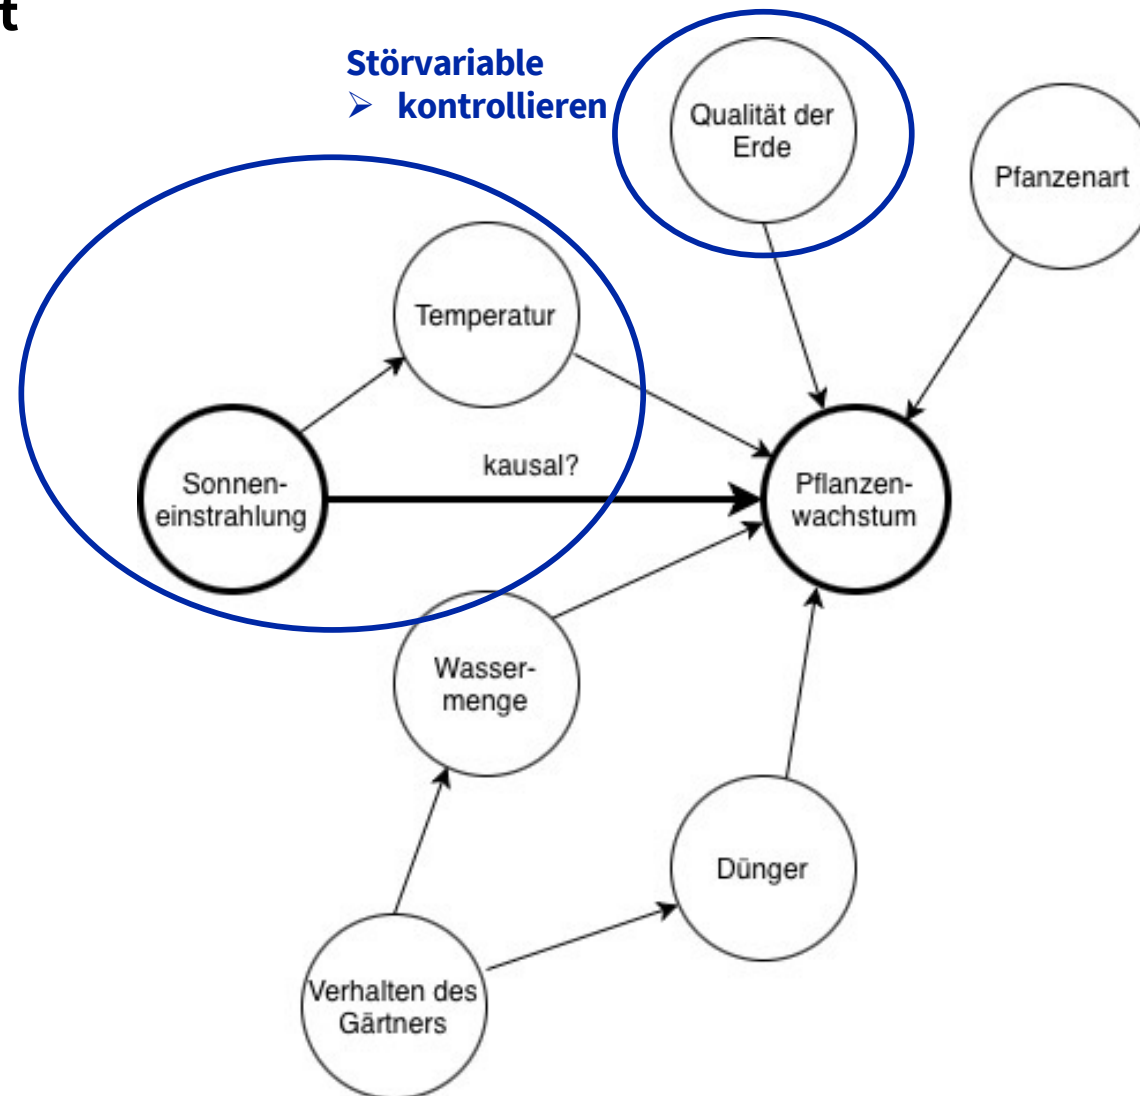 t
Störvariable
➢ kontrollieren
Qualität der
Erde
Pfanzenart
Temperatur
kausal?
Sonnen-
einstrahlung
Pflanzen-
wachstum
Wasser-
menge
Dünger
Verhalten des
Gärtners